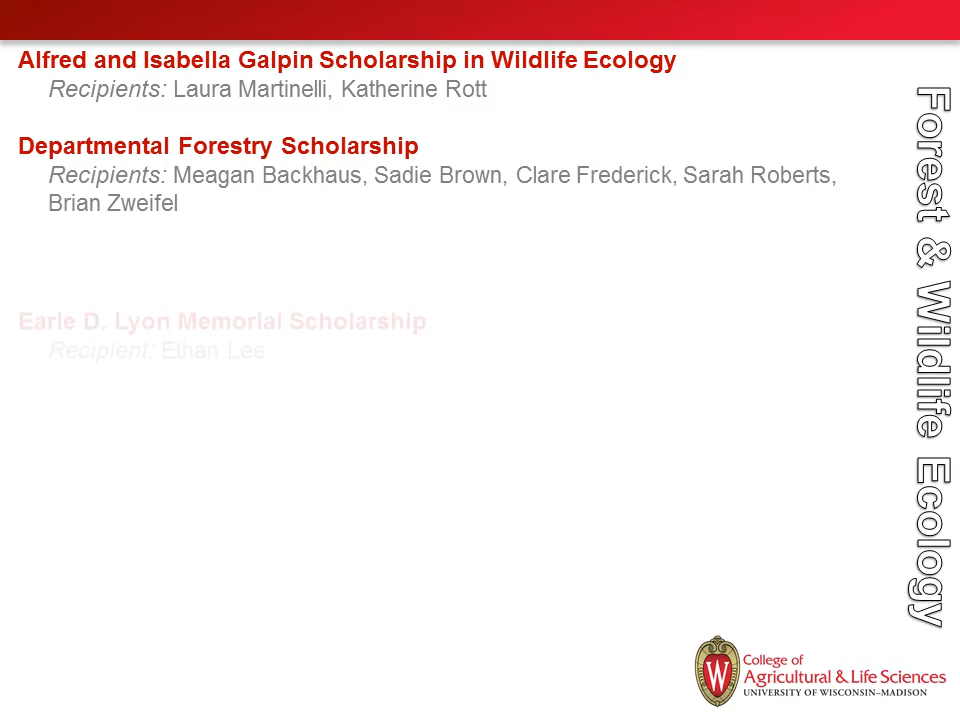 Alfred and Isabella Galpin Scholarship in Wildlife Ecology
Recipients: Laura Martinelli, Katherine Rott
Departmental Forestry Scholarship
Recipients: Meagan Backhaus, Sadie Brown, Clare Frederick, Sarah Roberts,
Brian Zweifel
Earle D. Lyon Memorial Scholarship
Recipient: Ethan Lee
Forest & Wildlife Ecology
W
College of
Agricultural & Life Sciences
UNIVERSITY OF WISCONSIN–MADISON